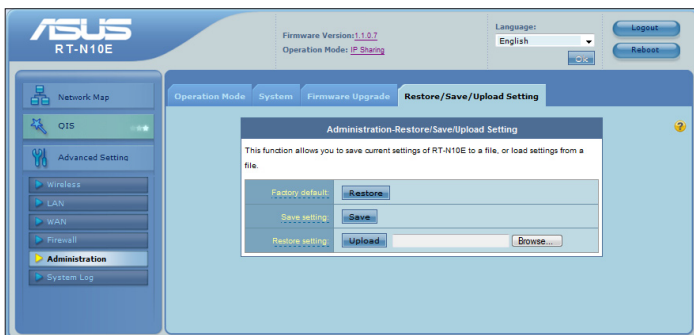 ASUS
RT-N10E
Firmware Version:1.1.0.7
Operation Mode: IP Sharing
Language:
English
OK
Logout
Reboot
Network Map
QIS
Advanced Setting
Wireless
LAN
WAN
Firewall
Administration
System Log
Operation Mode System Firmware Upgrade Restore/Save/Upload Setting
Administration-Restore/Save/Upload Setting
This function allows you to save current settings of RT-N10E to a file, or load settings from a
file.
Factory default: Restore
Save setting: Save
Restore setting: Upload Browse...
?